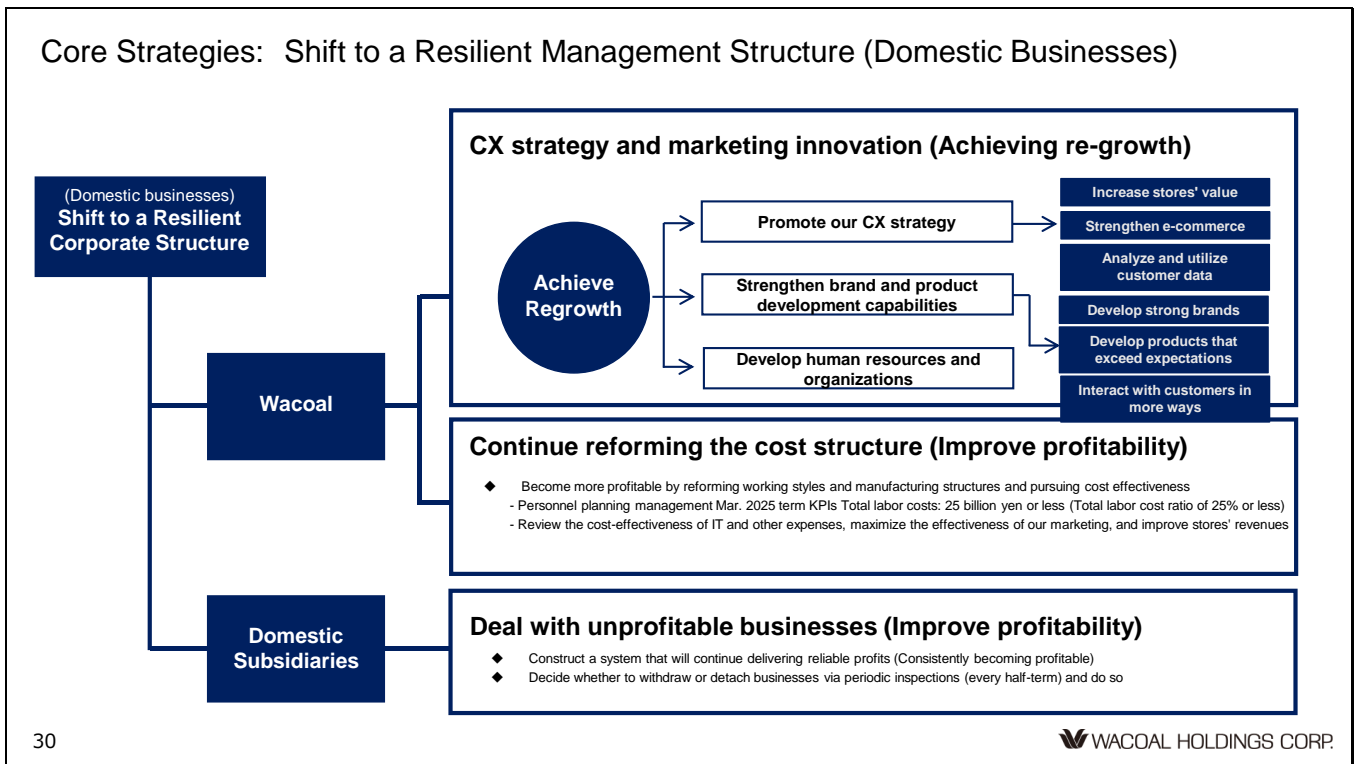 Core Strategies: Shift to a Resilient Management Structure (Domestic Businesses)
(Domestic businesses)
Shift to a Resilient
Corporate Structure
Wacoal
Domestic
Subsidiaries
CX strategy and marketing innovation (Achieving re-growth)
Achieve
Regrowth
Promote our CX strategy
Strengthen brand and product
development capabilities
Develop human resources and
organizations
Increase stores' value
Strengthen e-commerce
Analyze and utilize
customer data
Develop strong brands
Develop products that
exceed expectations
Interact with customers in
more ways
Continue reforming the cost structure (Improve profitability)
◆ Become more profitable by reforming working styles and manufacturing structures and pursuing cost effectiveness
- Personnel planning management Mar. 2025 term KPIs Total labor costs: 25 billion yen or less (Total labor cost ratio of 25% or less)
- Review the cost-effectiveness of IT and other expenses, maximize the effectiveness of our marketing, and improve stores' revenues
Deal with unprofitable businesses (Improve profitability)
◆ Construct a system that will continue delivering reliable profits (Consistently becoming profitable)
◆ Decide whether to withdraw or detach businesses via periodic inspections (every half-term) and do so
30
WACOAL HOLDINGS CORP.